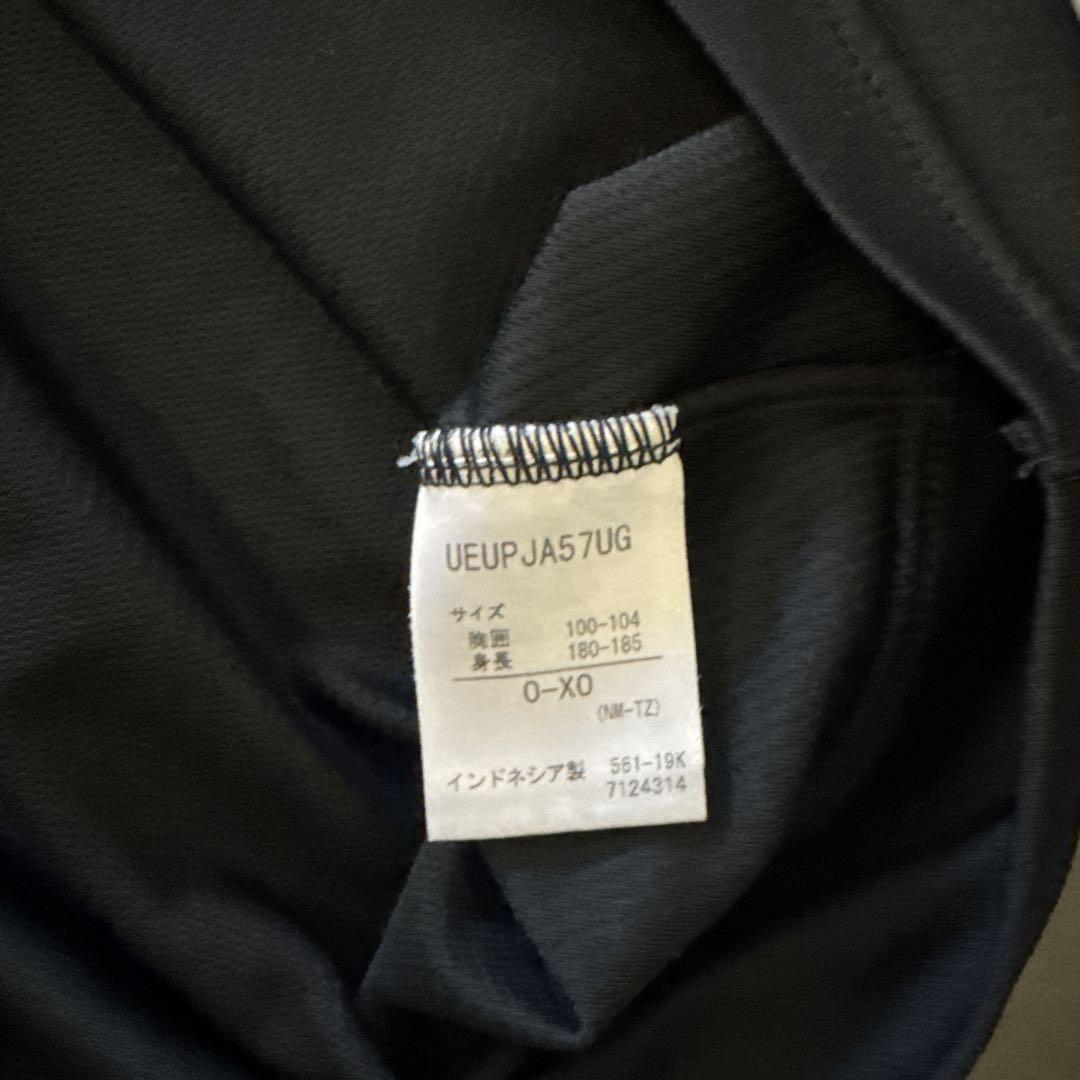 UEUPJA57UG
サイズ
胸囲 100-104
身長 180-185
O-XO
(NM-TZ)
インドネシア製 561-19K
7124314